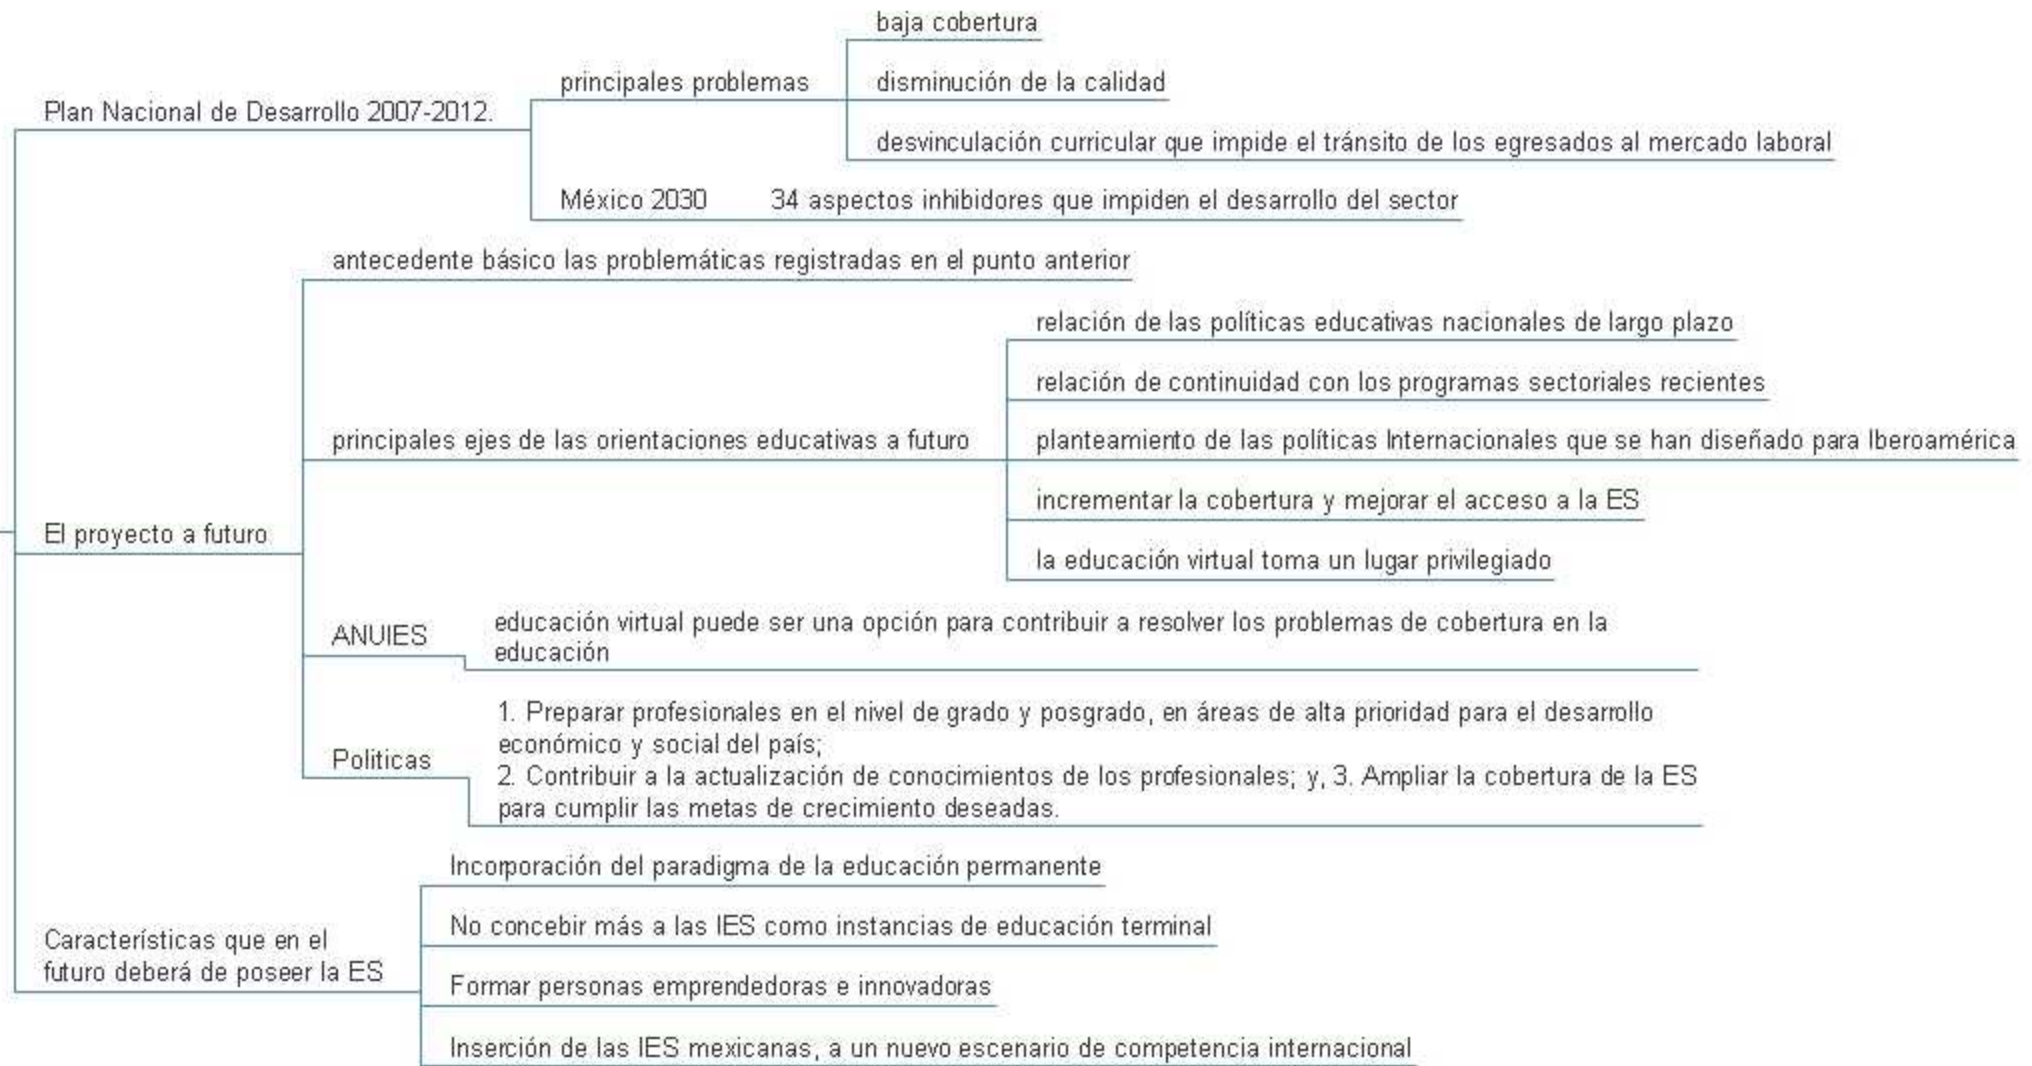 baja cobertura
principales problemas
disminución de la calidad
Plan Nacional de Desarrollo 2007-2012.
desvinculación curricular que impide el tránsito de los egresados al mercado laboral
México 2030
34 aspectos inhibidores que impiden el desarrollo del sector
antecedente básico las problemáticas registradas en el punto anterior
relación de las políticas educativas nacionales de largo plazo
relación de continuidad con los programas sectoriales recientes
principales ejes de las orientaciones educativas a futuro
planteamiento de las políticas Internacionales que se han diseñado para Iberoamérica
incrementar la cobertura y mejorar el acceso a la ES
El proyecto a futuro
la educación virtual toma un lugar privilegiado
ANUIES
educación virtual puede ser una opción para contribuir a resolver los problemas de cobertura en la
educación
Politicas
1. Preparar profesionales en el nivel de grado y posgrado, en áreas de alta prioridad para el desarrollo
económico y social del país;
2. Contribuir a la actualización de conocimientos de los profesionales; y, 3. Ampliar la cobertura de la ES
para cumplir las metas de crecimiento deseadas.
Incorporación del paradigma de la educación permanente
No concebir más a las IES como instancias de educación terminal
Características que en el
futuro deberá de poseer la ES
Formar personas emprendedoras e innovadoras
Inserción de las IES mexicanas, a un nuevo escenario de competencia internacional